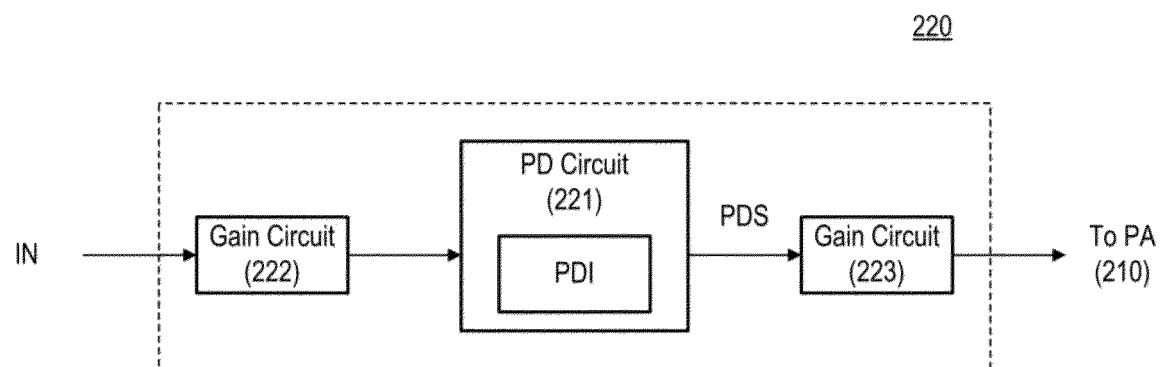 220
PD Circuit
(221)
PDS
IN
Gain Circuit
(222)
PDI
Gain Circuit
(223)
To PA
(210)